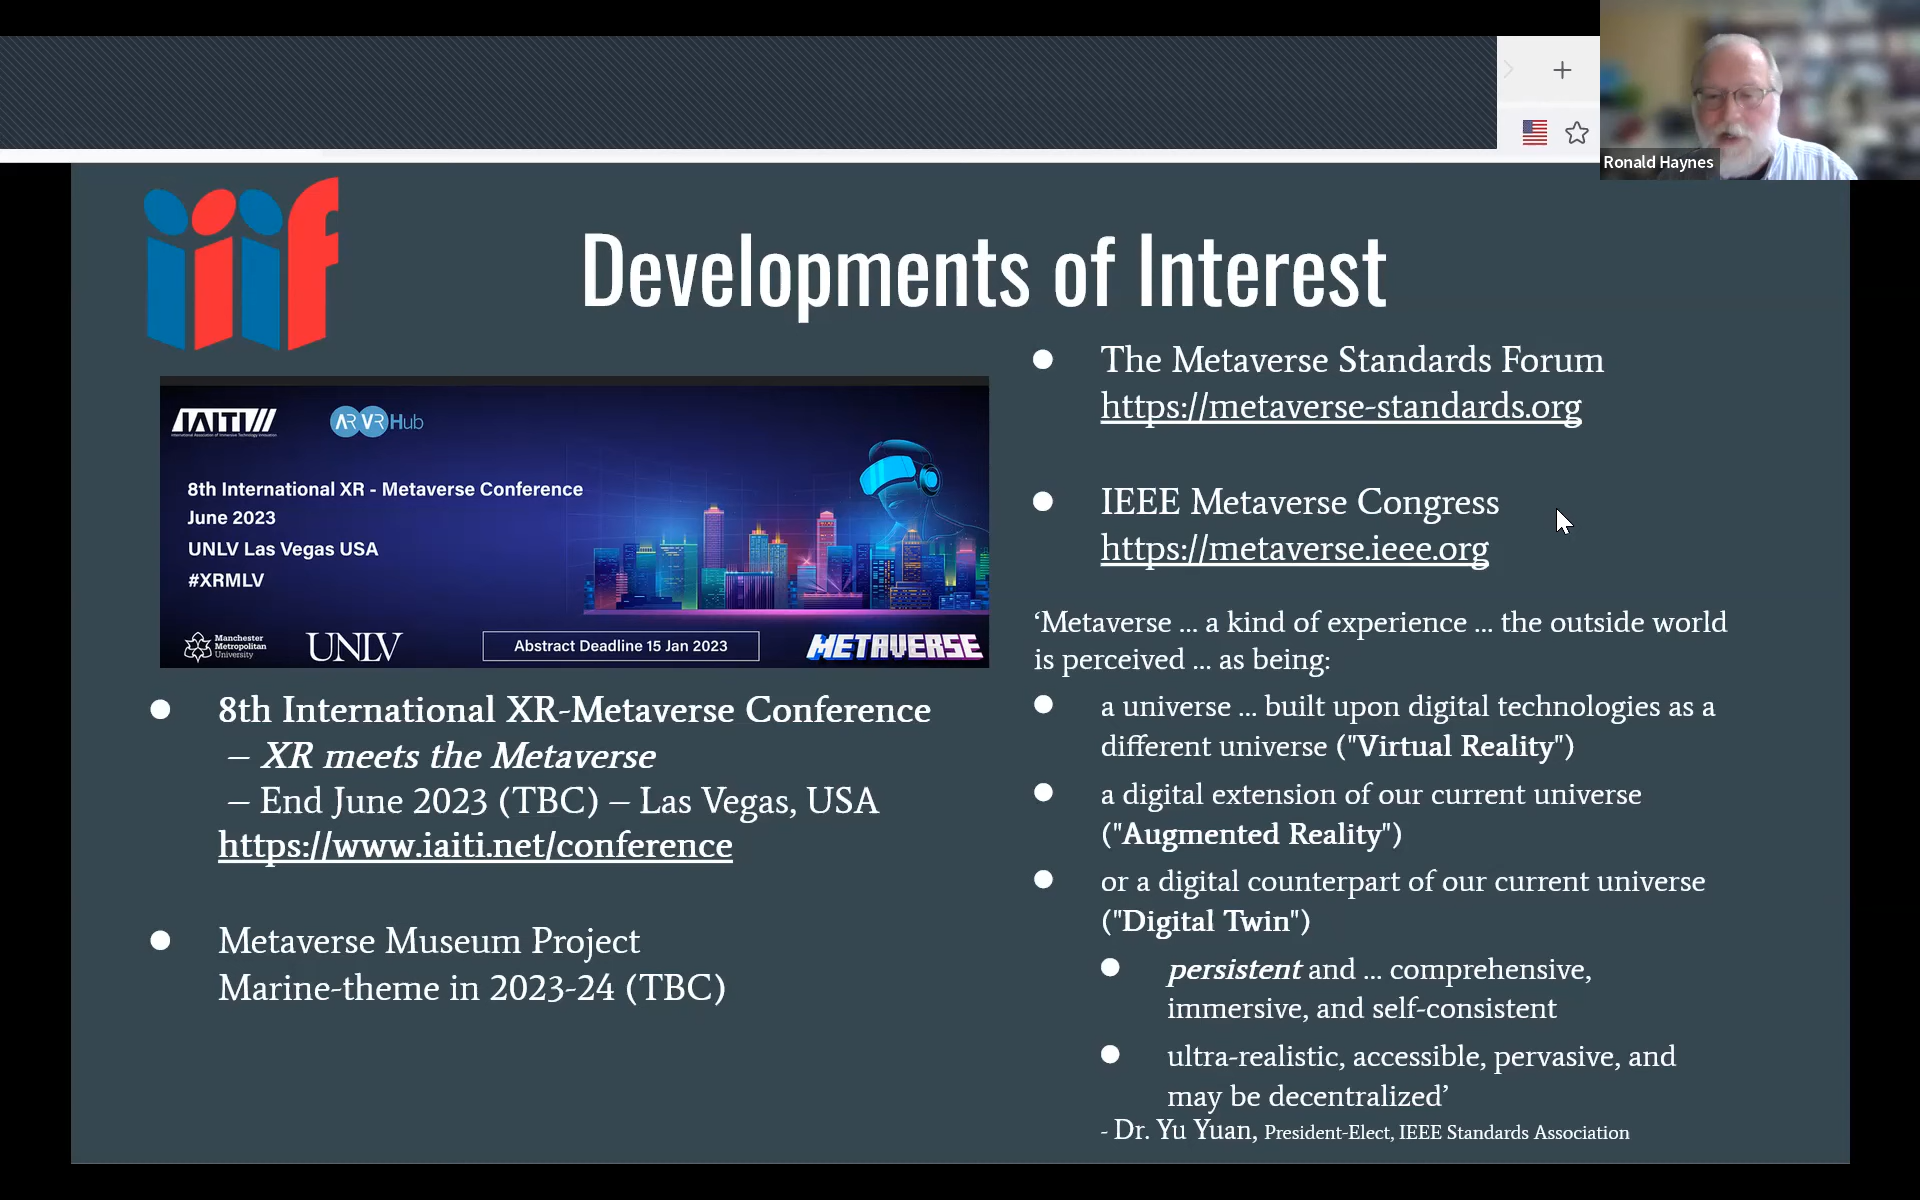 Ronald Haynes
iiif
Developments of Interest
IAITI
International Association of Immersive Technology Innovation
AR VR Hub
8th International XR - Metaverse Conference
June 2023
UNLV Las Vegas USA
#XRMLV
Manchester
Metropolitan
University
UNLV
Abstract Deadline 15 Jan 2023
METAVERSE
● 8th International XR-Metaverse Conference
– XR meets the Metaverse
– End June 2023 (TBC) – Las Vegas, USA
https://www.iaiti.net/conference
● Metaverse Museum Project
Marine-theme in 2023-24 (TBC)
● The Metaverse Standards Forum
https://metaverse-standards.org
● IEEE Metaverse Congress
https://metaverse.ieee.org
‘Metaverse ... a kind of experience ... the outside world
is perceived ... as being:
● a universe ... built upon digital technologies as a
different universe ("Virtual Reality")
● a digital extension of our current universe
("Augmented Reality")
● or a digital counterpart of our current universe
("Digital Twin")
● persistent and ... comprehensive,
immersive, and self-consistent
● ultra-realistic, accessible, pervasive, and
may be decentralized’
- Dr. Yu Yuan, President-Elect, IEEE Standards Association